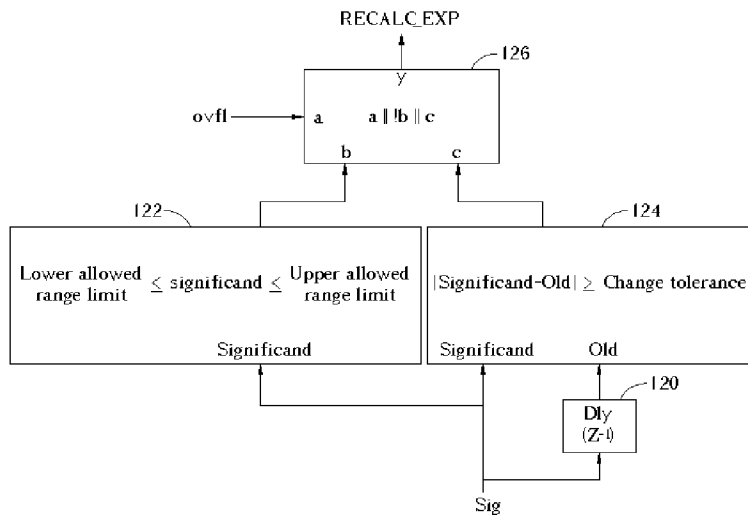 RECALC_EXP
126
y
ovfl
a
a || !b || c
b
c
122
124
Lower allowed range limit ≤ significand ≤ Upper allowed range limit
|Significand-Old| ≥ Change tolerance
Significand
Significand
Old
120
Dly
(Z⁻¹)
Sig